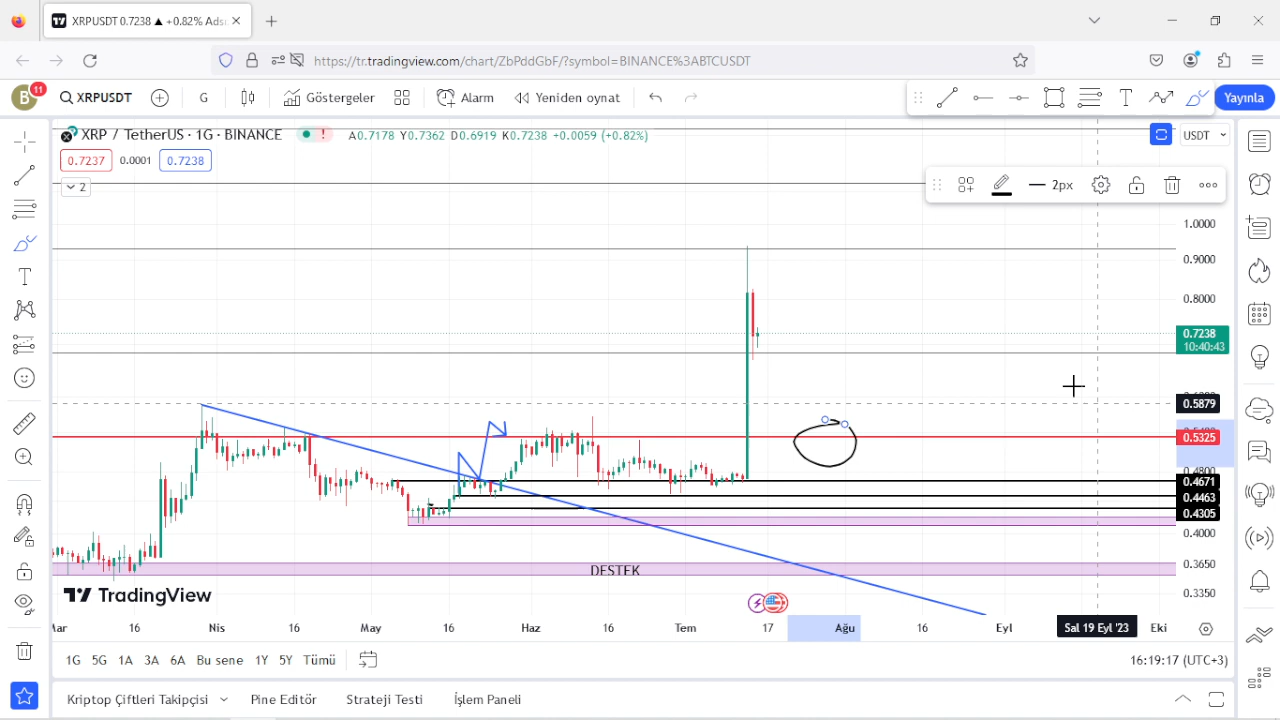 XRPUSDT 0.7238 ▲ +0.82% Ads
https://tr.tradingview.com/chart/ZbPddGbF/?symbol=BINANCE%3ABTCUSDT
B 11 XRPUSDT G Göstergeler Alarm Yeniden oynat T Yayınla
XRP / TetherUS · 1G · BINANCE ! A0.7178 Y0.7362 D0.6919 K0.7238 +0.0059 (+0.82%) USDT
0.7237 0.0001 0.7238
2
2px
1.0000
0.9000
0.8000
0.7238
10:40:43
0.5879
0.5325
0.4800
0.4671
0.4463
0.4305
0.4000
0.3650
0.3350
DESTEK
TradingView
Mar 16 Nis 16 May 16 Haz 16 Tem 17 Ağu 16 Eyl Sal 19 Eyl '23 Eki
1G 5G 1A 3A 6A Bu sene 1Y 5Y Tümü 16:19:17 (UTC+3)
Kripto Çiftleri Takipçisi Pine Editör Strateji Testi İşlem Paneli